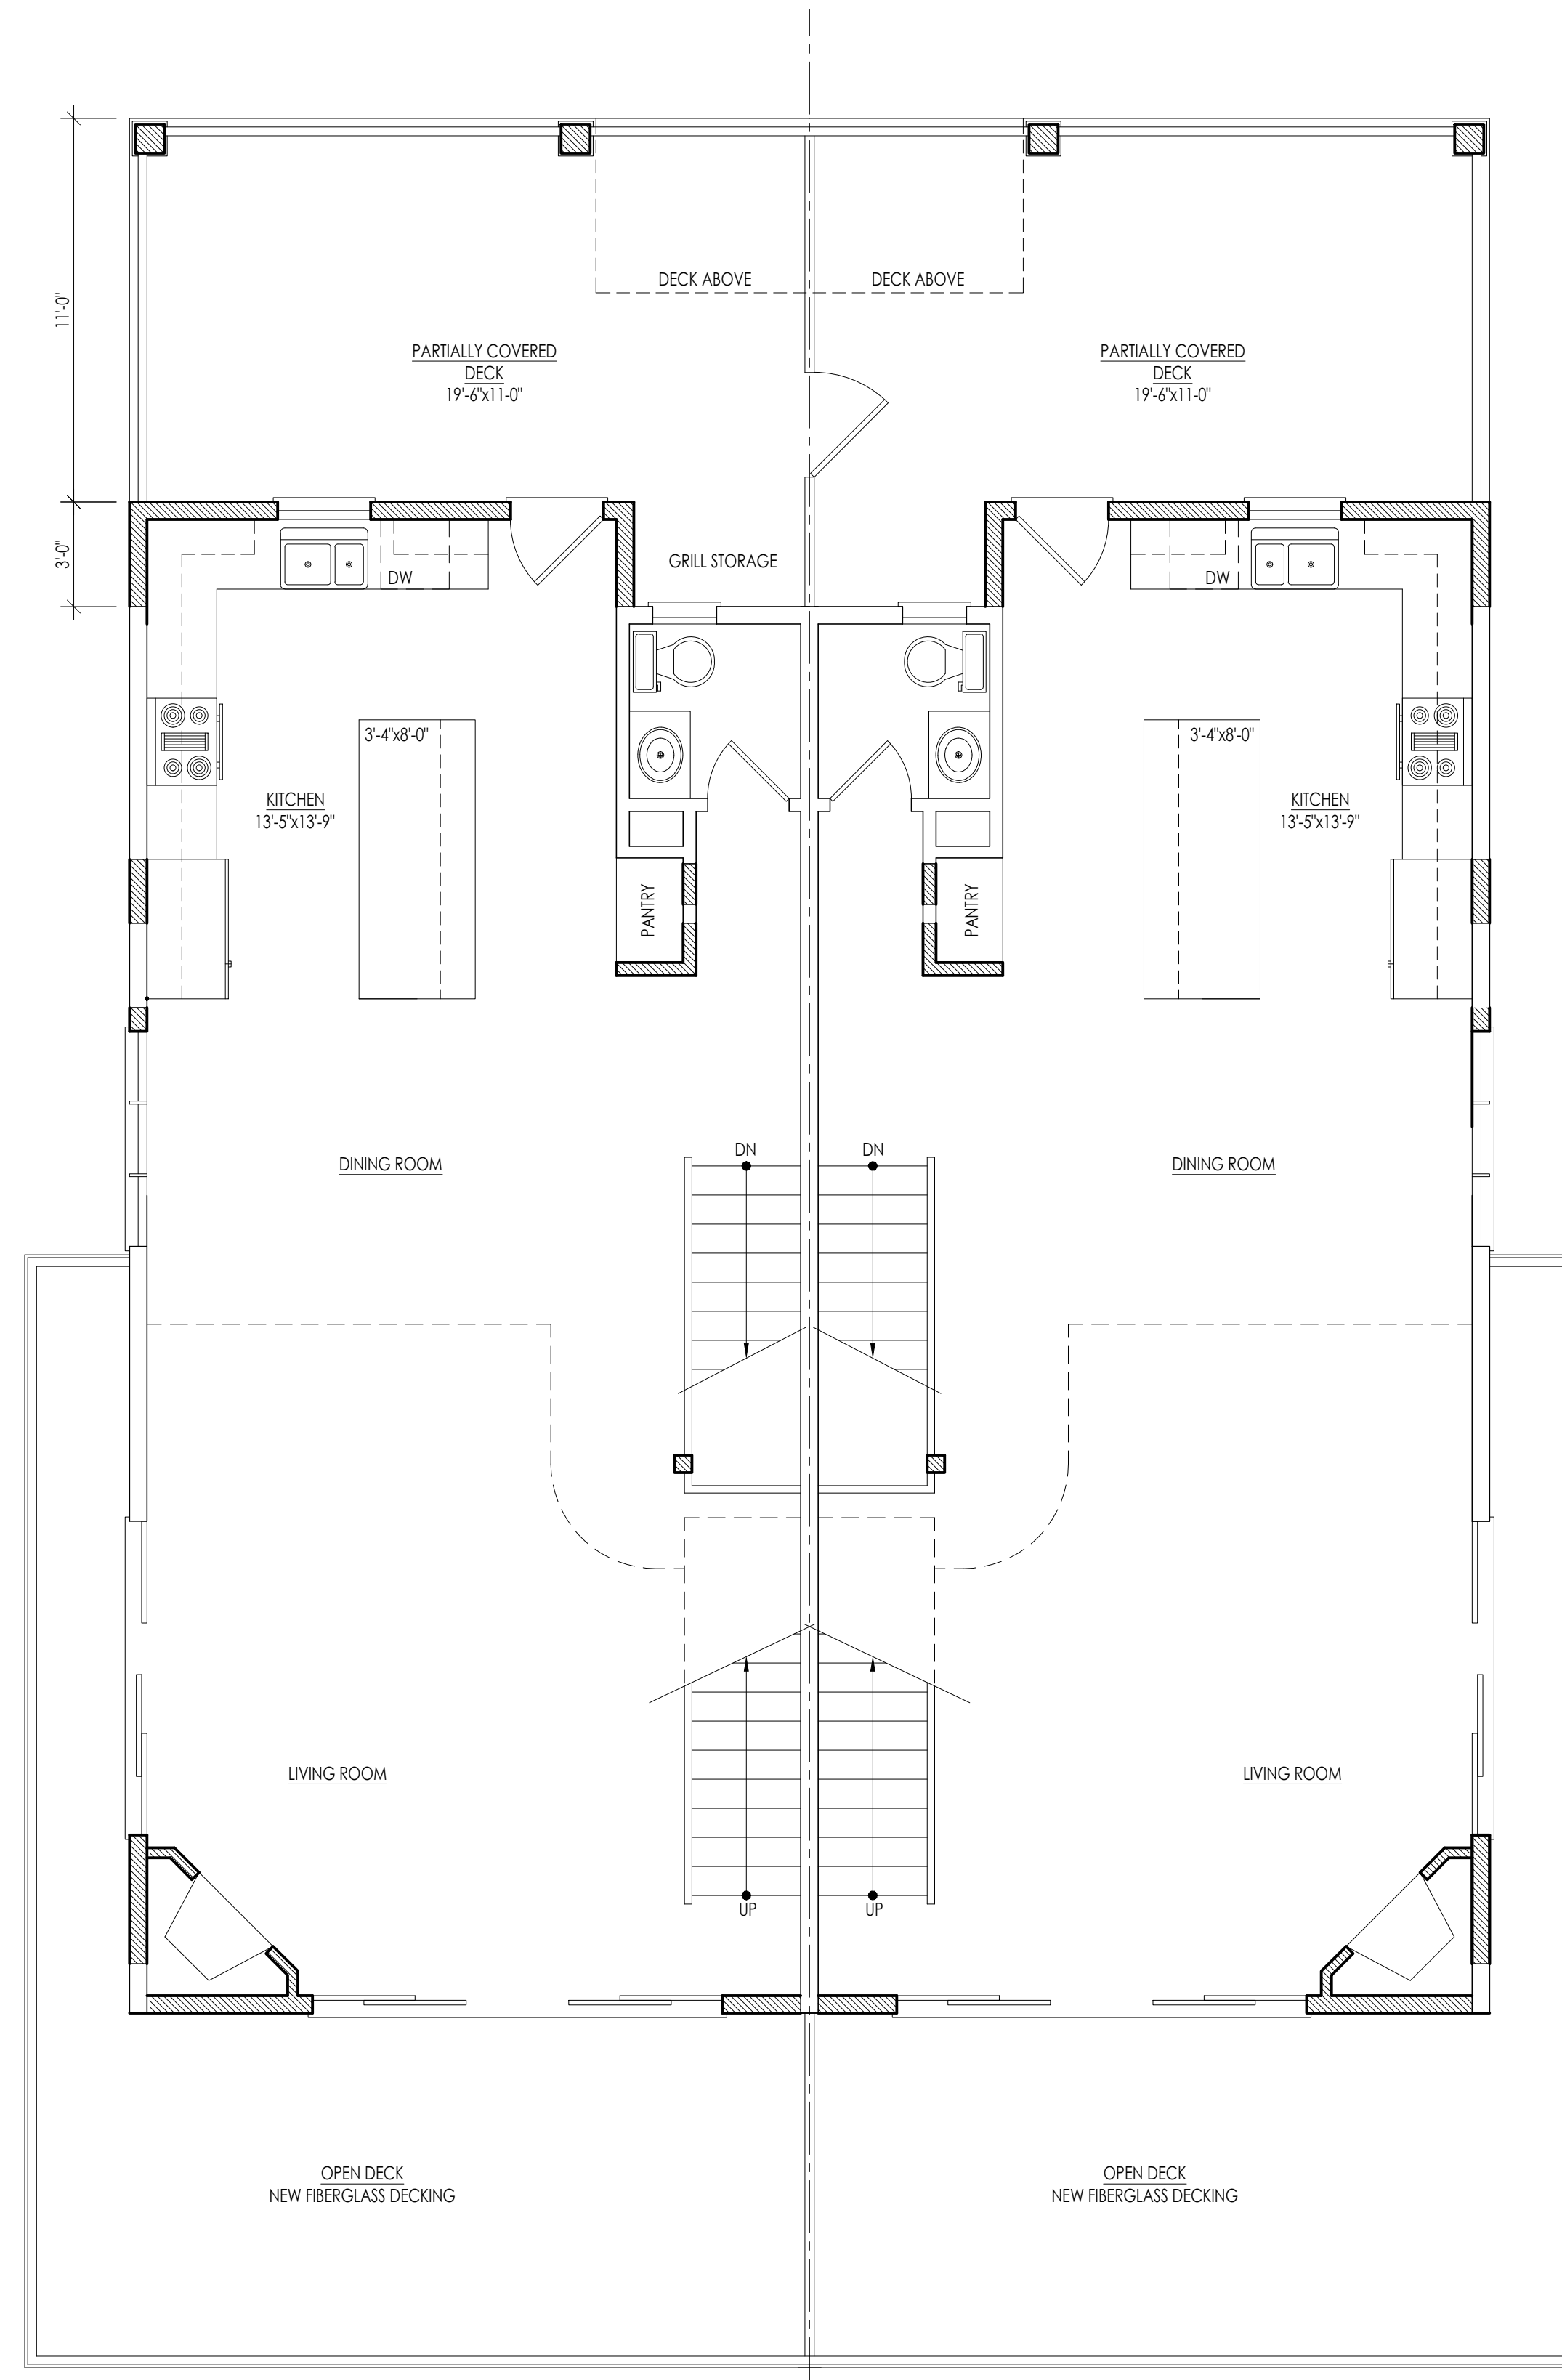 DECK ABOVE
DECK ABOVE
11'-0"
PARTIALLY COVERED
DECK
19'-6"x11-0"
PARTIALLY COVERED
DECK
19'-6"x11-0"
3'-0"
GRILL STORAGE
DW
DW
3'-4"x8'-0"
3'-4"x8'-0"
KITCHEN
13'-5"x13'-9"
KITCHEN
13'-5"x13'-9"
PANTRY
PANTRY
DN
DN
DINING ROOM
DINING ROOM
LIVING ROOM
LIVING ROOM
UP
UP
OPEN DECK
NEW FIBERGLASS DECKING
OPEN DECK
NEW FIBERGLASS DECKING